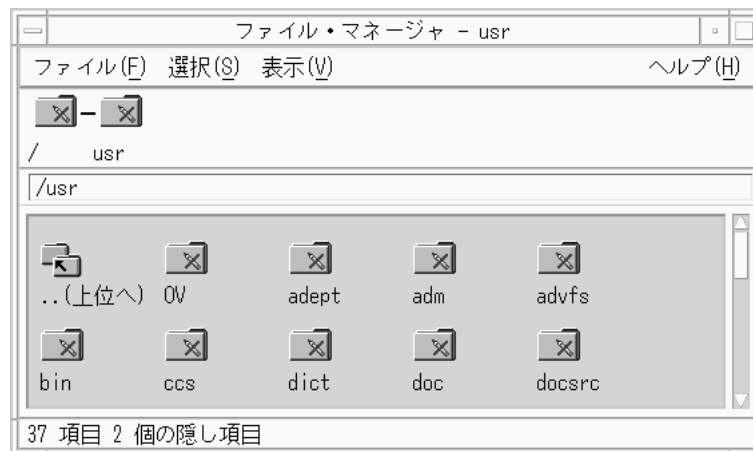 ファイル・マネージャ - usr
ファイル(F) 選択(S) 表示(V) ヘルプ(H)
/ usr
/usr
..(上位へ) OV adept adm advfs
bin ccs dict doc docsrc
37 項目 2 個の隠し項目